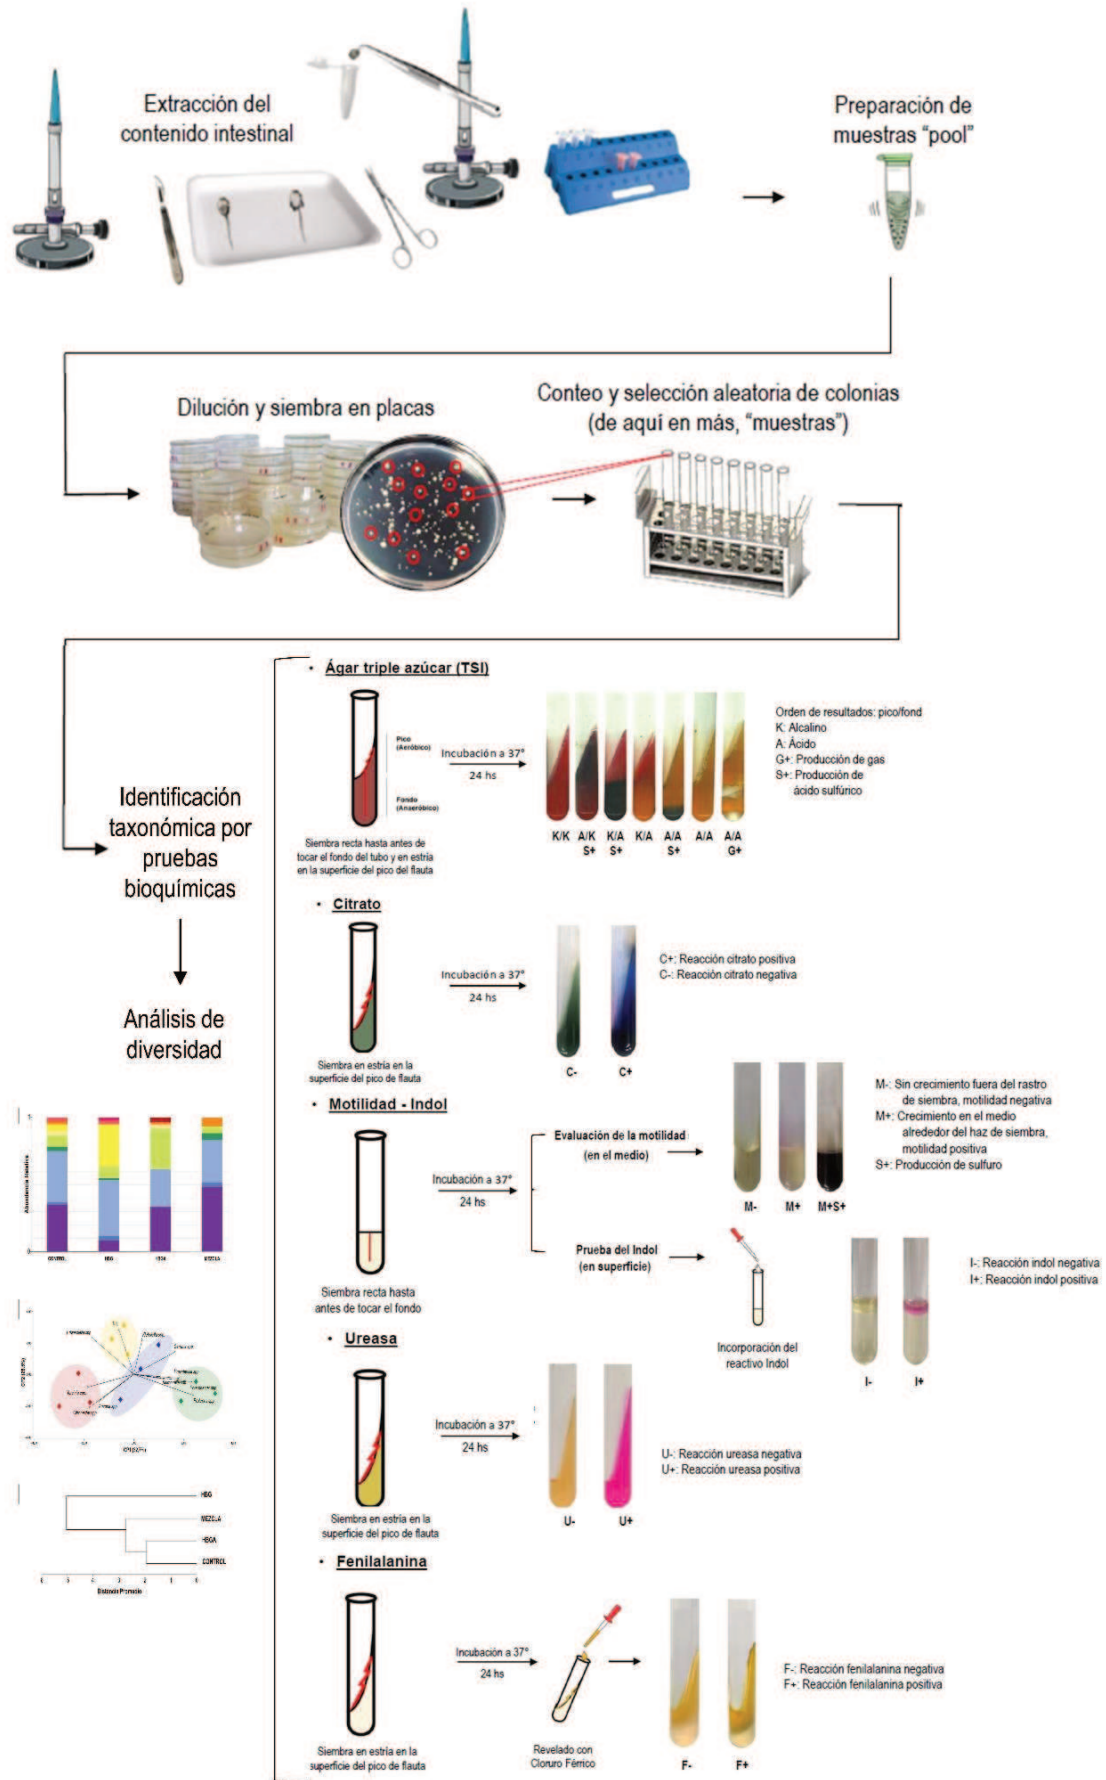 Extracción del
contenido intestinal
Preparación de
muestras “pool”
Dilución y siembra en placas
Conteo y selección aleatoria de colonias
(de aquí en más, “muestras”)
Identificación
taxonómica por
pruebas
bioquímicas
Análisis de
diversidad
• Ágar triple azúcar (TSI)
Pico
(Aeróbico)
Fondo
(Anaeróbico)
Incubación a 37°
24 hs
Siembra recta hasta antes de
tocar el fondo del tubo y en estría
en la superficie del pico del flauta
K/K A/K K/A K/A A/A A/A A/A
S+ S+ S+ G+
Orden de resultados: pico/fond
K: Alcalino
A: Ácido
G+: Producción de gas
S+: Producción de
ácido sulfúrico
• Citrato
Incubación a 37°
24 hs
Siembra en estría en la
superficie del pico de flauta
C- C+
C+: Reacción citrato positiva
C-: Reacción citrato negativa
• Motilidad - Indol
Incubación a 37°
24 hs
Siembra recta hasta
antes de tocar el fondo
Evaluación de la motilidad
(en el medio)
M- M+ M+S+
M-: Sin crecimiento fuera del rastro
de siembra, motilidad negativa
M+: Crecimiento en el medio
alrededor del haz de siembra,
motilidad positiva
S+: Producción de sulfuro
Prueba del Indol
(en superficie)
Incorporación del
reactivo Indol
I- I+
I-: Reacción indol negativa
I+: Reacción indol positiva
• Ureasa
Incubación a 37°
24 hs
Siembra en estría en la
superficie del pico de flauta
U- U+
U-: Reacción ureasa negativa
U+: Reacción ureasa positiva
• Fenilalanina
Incubación a 37°
24 hs
Siembra en estría en la
superficie del pico de flauta
Revelado con
Cloruro Férrico
F- F+
F-: Reacción fenilalanina negativa
F+: Reacción fenilalanina positiva
CONTROL HBG HBGA MEZCLA
HBG
MEZCLA
HBGA
CONTROL
Distancia Promedio